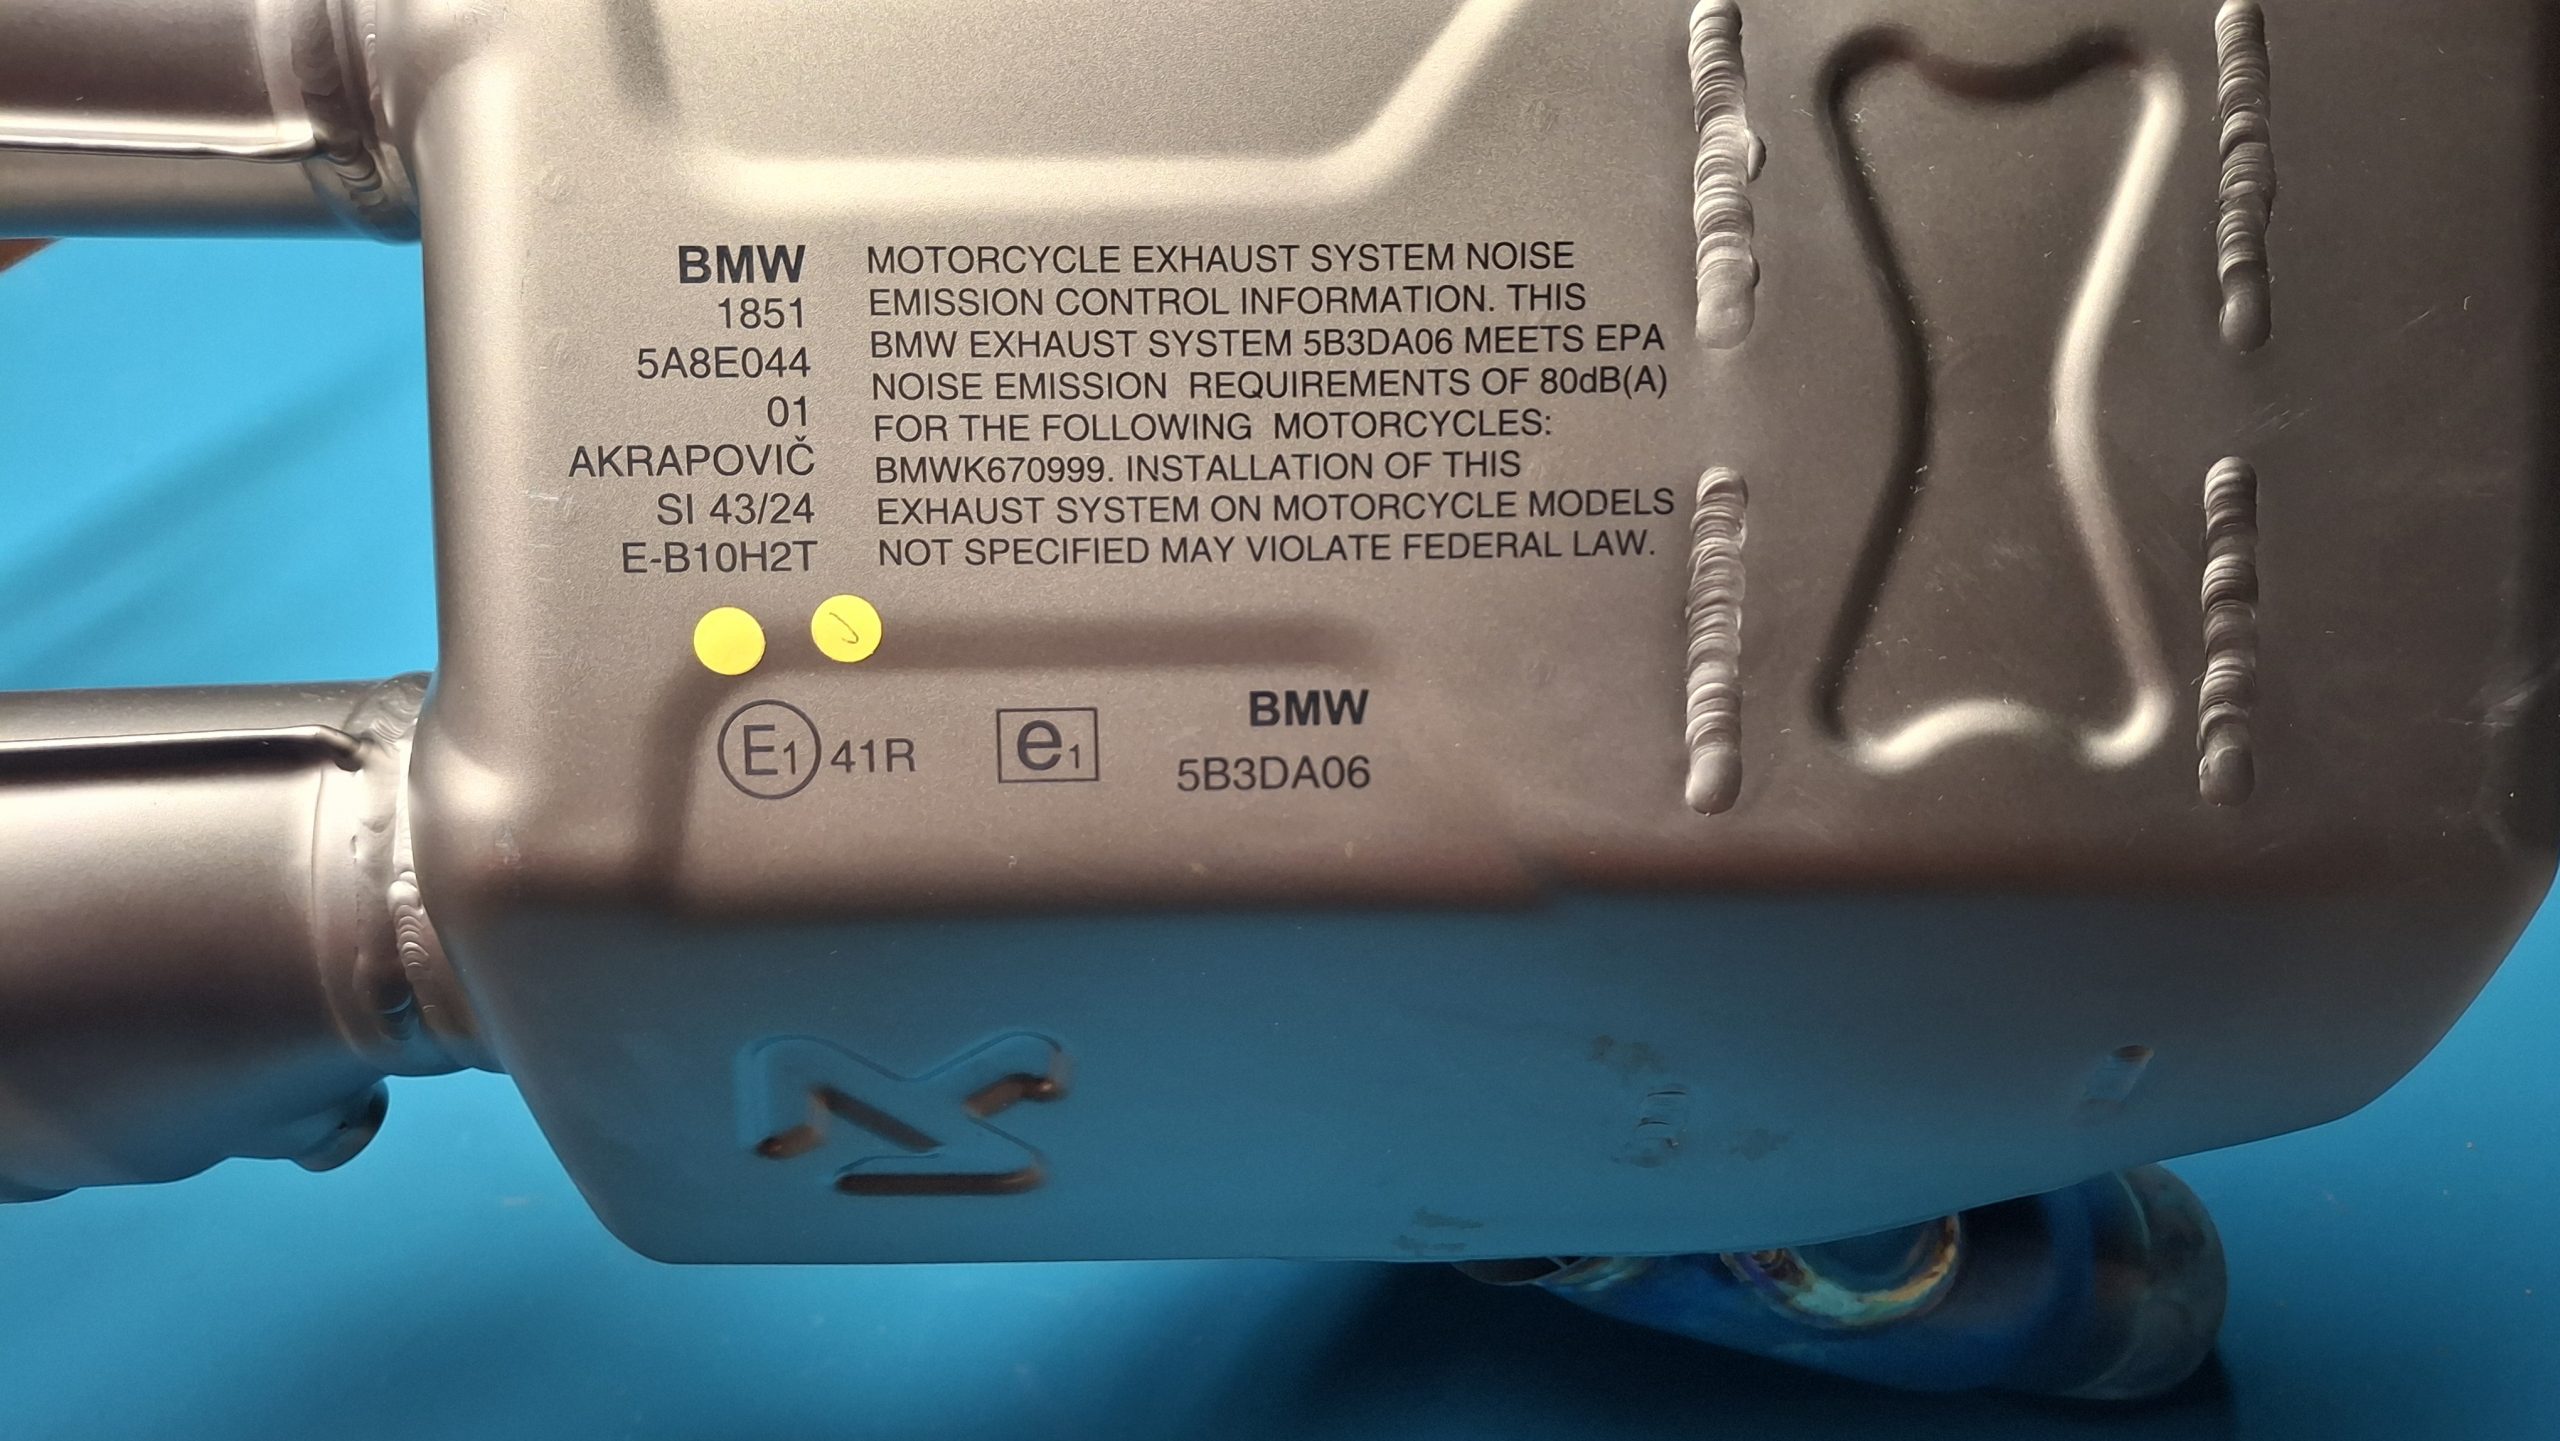 BMW
1851
5A8E044
01
AKRAPOVIČ
SI 43/24
E-B10H2T
MOTORCYCLE EXHAUST SYSTEM NOISE
EMISSION CONTROL INFORMATION. THIS
BMW EXHAUST SYSTEM 5B3DA06 MEETS EPA
NOISE EMISSION REQUIREMENTS OF 80dB(A)
FOR THE FOLLOWING MOTORCYCLES:
BMWK670999. INSTALLATION OF THIS
EXHAUST SYSTEM ON MOTORCYCLE MODELS
NOT SPECIFIED MAY VIOLATE FEDERAL LAW.
E1 41R
e1
BMW
5B3DA06